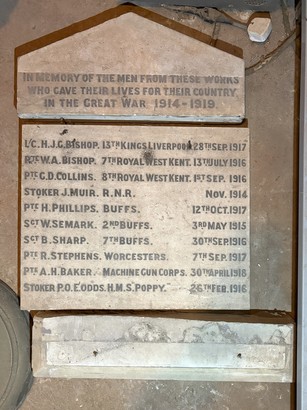 IN MEMORY OF THE MEN FROM THESE WORKS
WHO GAVE THEIR LIVES FOR THEIR COUNTRY
IN THE GREAT WAR 1914-1919.
L/C. H.J.G. BISHOP. 13TH KINGS LIVERPOOL 28TH SEP. 1917
RTE W.A. BISHOP. 7TH ROYAL WEST KENT. 13TH JULY 1916
PTE C.D. COLLINS. 8TH ROYAL WEST KENT. 1ST SEP. 1916
STOKER J. MUIR. R.N.R. NOV. 1914
PTE H. PHILLIPS. BUFFS. 12TH OCT. 1917
SGT W. SEMARK. 2ND BUFFS. 3RD MAY 1915
SGT B. SHARP. 7TH BUFFS. 30TH SEP 1916
PTE R. STEPHENS. WORCESTERS. 7TH SEP. 1917
PTE A.H. BAKER. MACHINE GUN CORPS. 30TH APRIL 1918
STOKER P.O. E. ODDS. H.M.S. POPPY. 26TH FEB. 1916